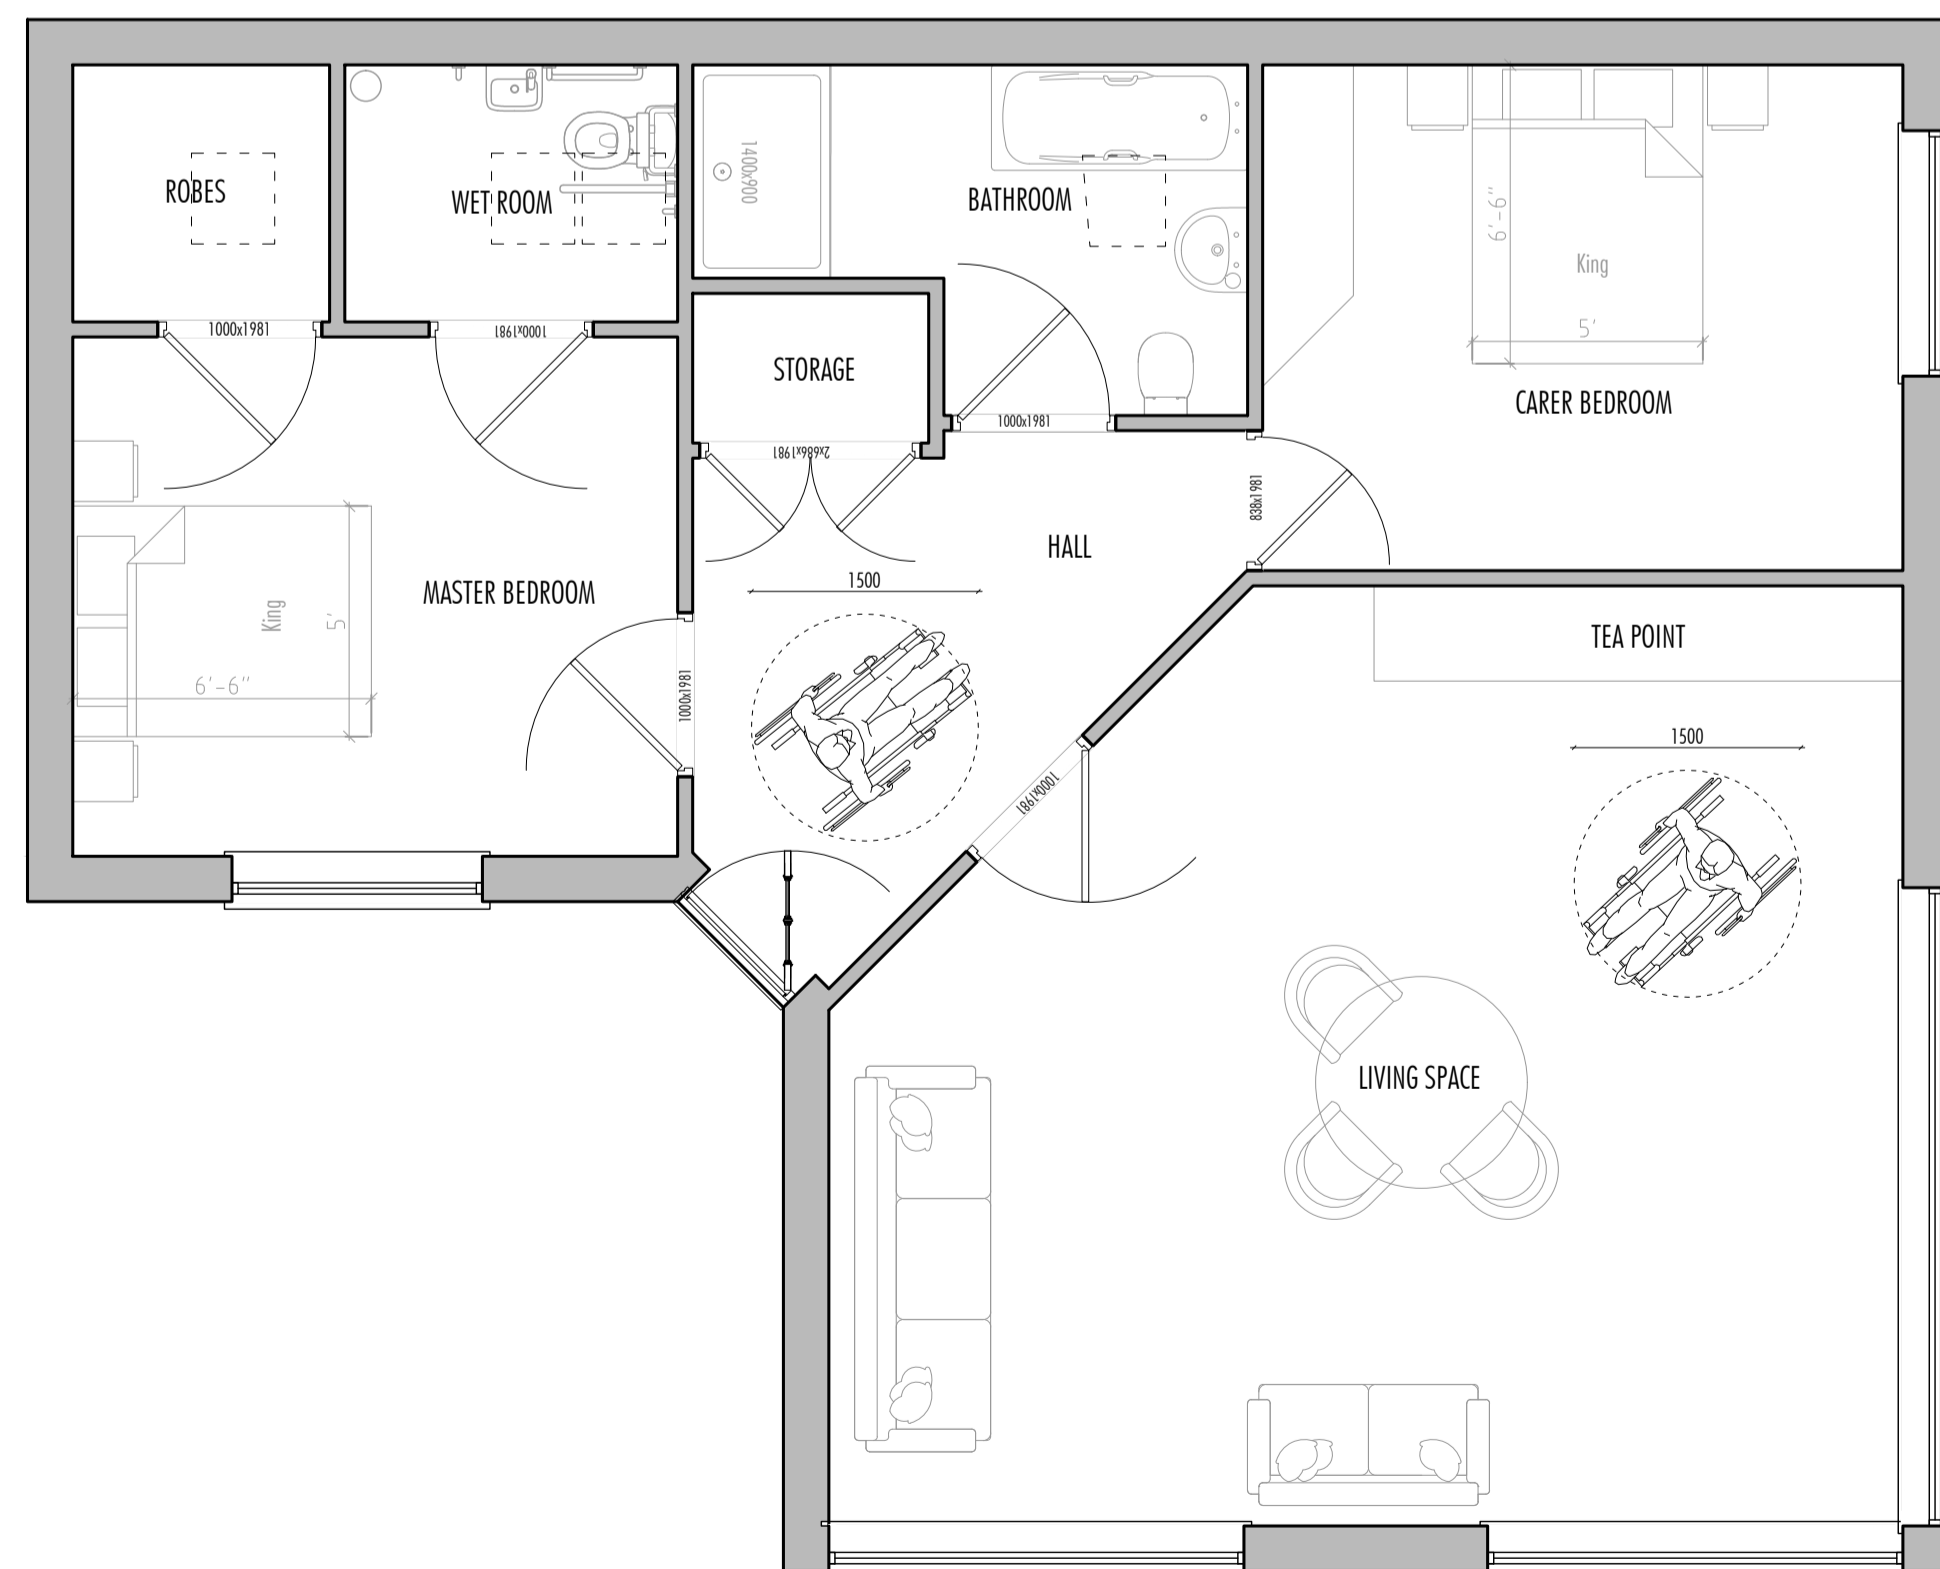 ROBES
WET ROOM
1400x900
BATHROOM
6'-6"
King
5'
1000x1981
1000x1981
STORAGE
CARER BEDROOM
1000x1981
2x686x1981
838x1981
HALL
1500
MASTER BEDROOM
King
5'
6'-6"
1000x1981
TEA POINT
1500
1000x1981
LIVING SPACE